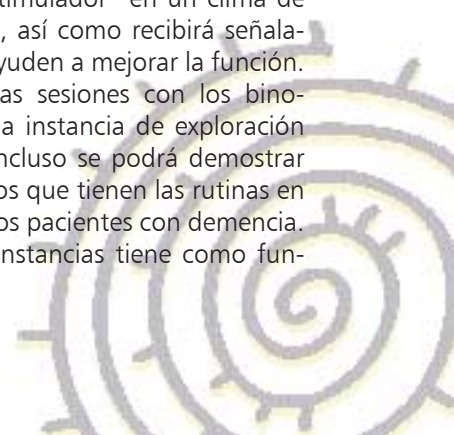 timulador” en un clima de
, así como recibirá señala-
yuden a mejorar la función.
as sesiones con los bino-
a instancia de exploración
ncluso se podrá demostrar
os que tienen las rutinas en
os pacientes con demencia.
nstancias tiene como fun-